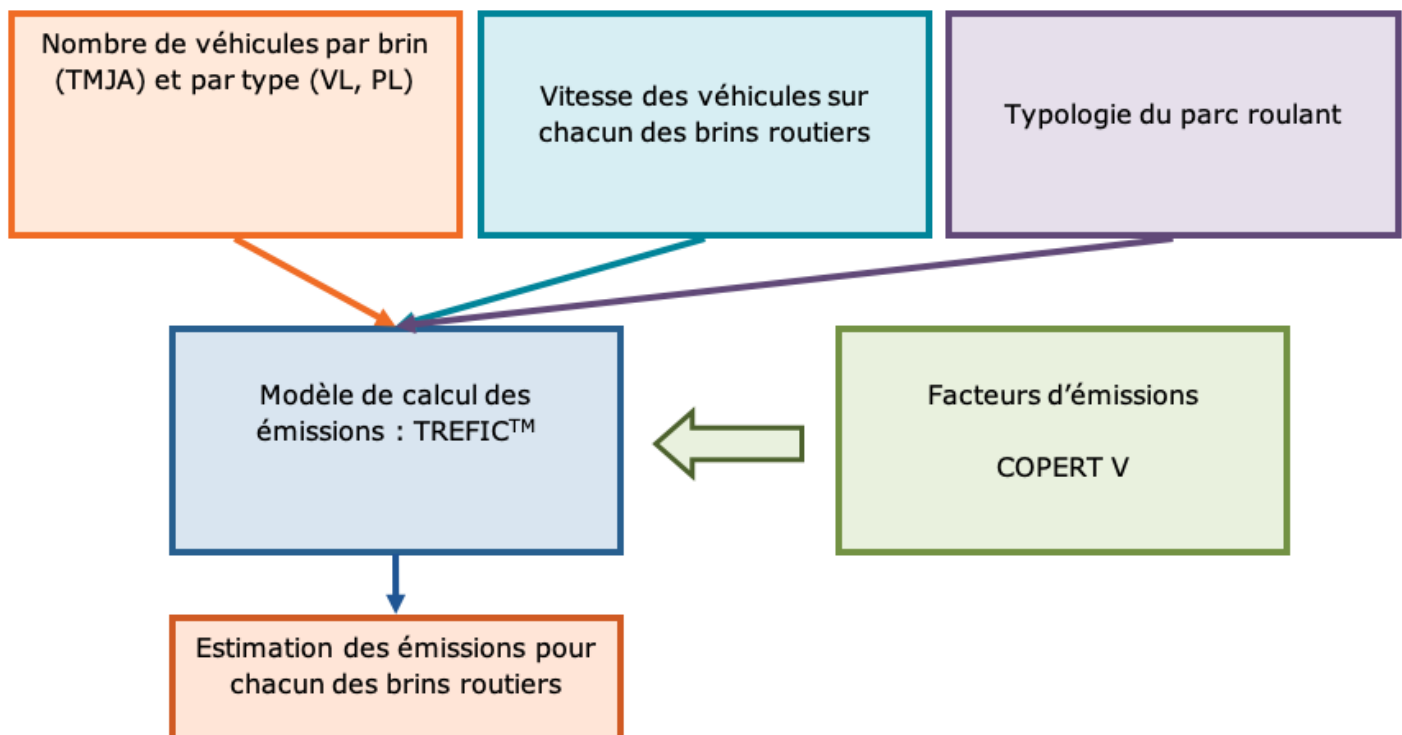 Nombre de véhicules par brin
(TMJA) et par type (VL, PL)
Vitesse des véhicules sur
chacun des brins routiers
Typologie du parc roulant
Modèle de calcul des
émissions : TREFIC™
Facteurs d’émissions
COPERT V
Estimation des émissions pour
chacun des brins routiers